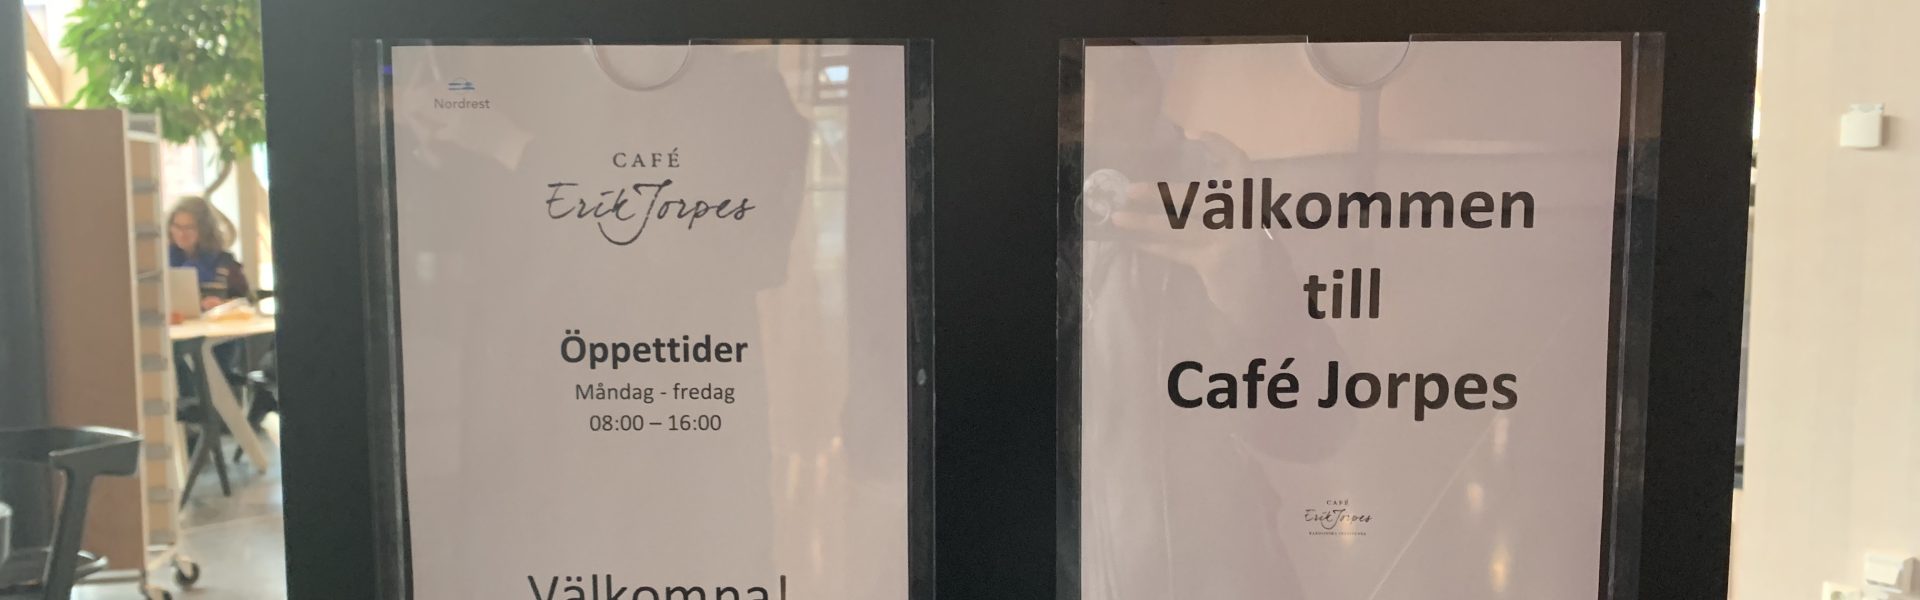 Nordrest
CAFÉ
Erik Jorpes
Öppettider
Måndag - fredag
08:00 – 16:00
Välkomna!
Välkommen
till
Café Jorpes
CAFÉ
Erik Jorpes